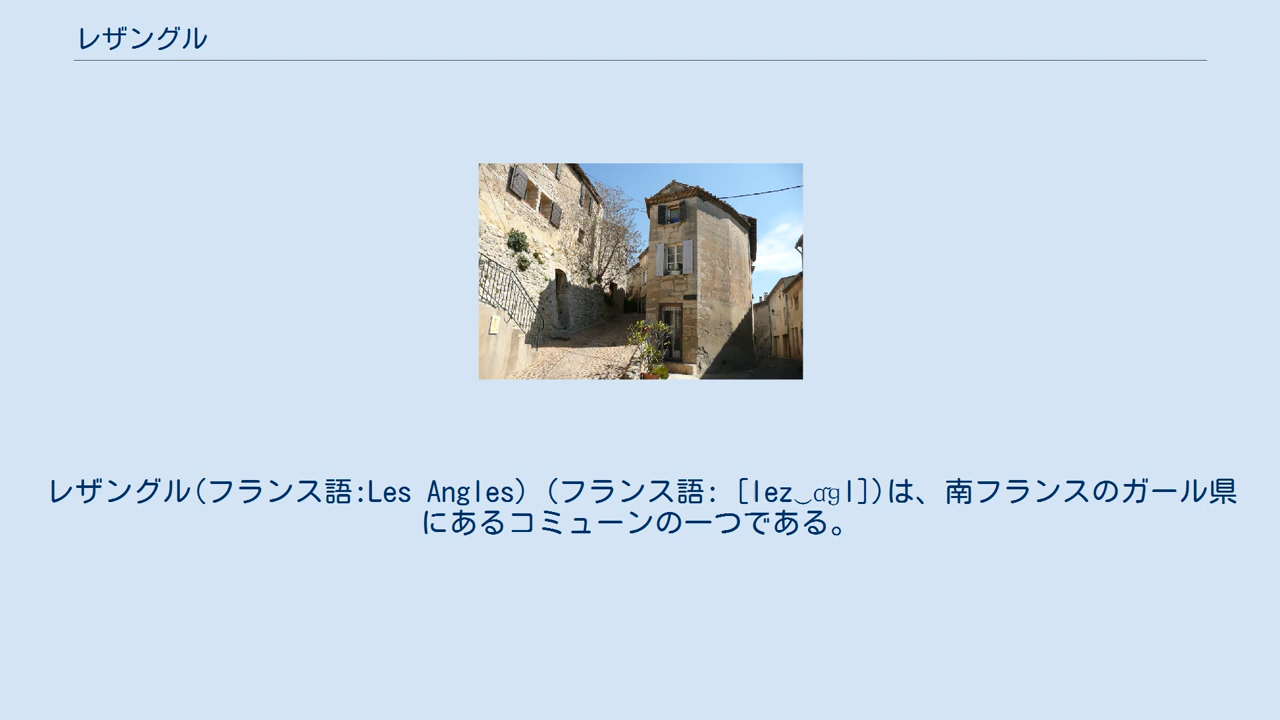 レザングル
レザングル(フランス語:Les Angles) (フランス語: [lez‿ɑ̃ɡl])は、南フランスのガール県
にあるコミューンの一つである。